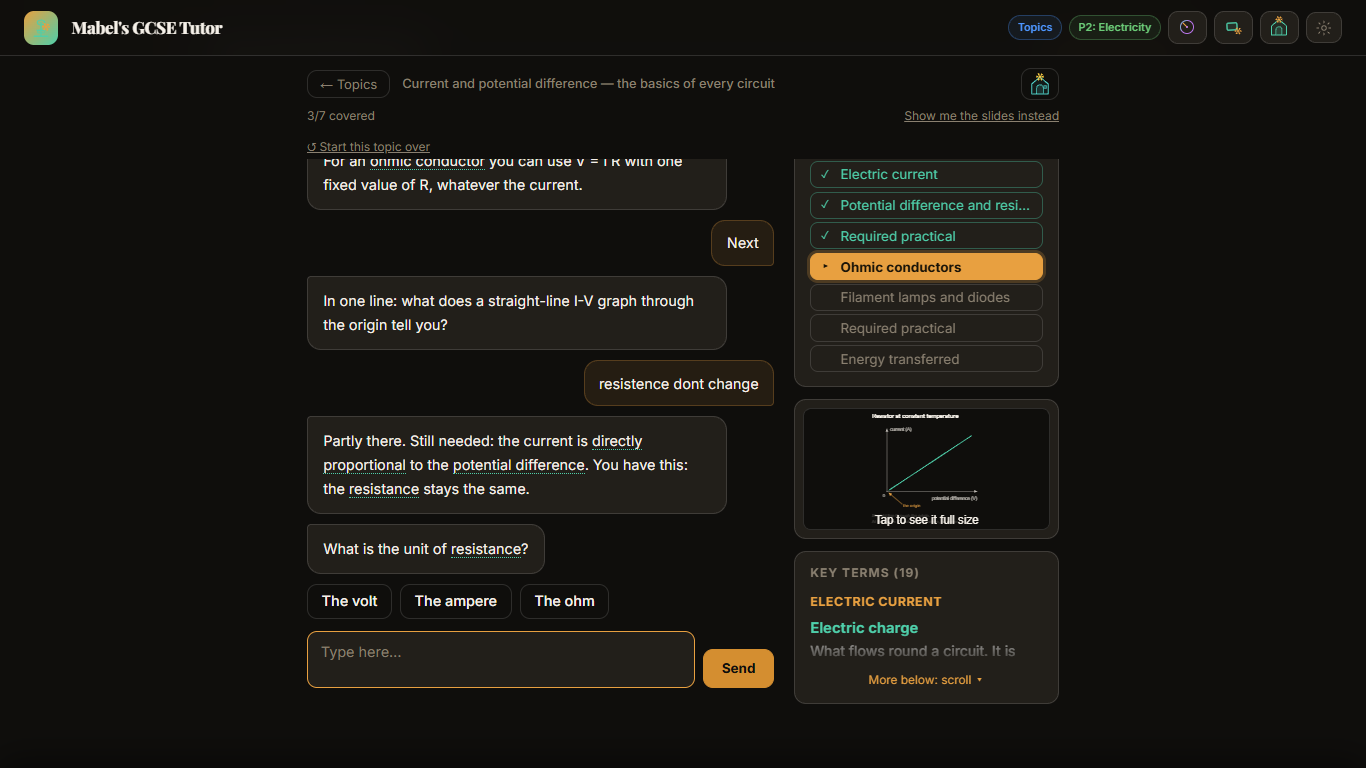 Mabel's GCSE Tutor
Topics
P2: Electricity
← Topics
Current and potential difference — the basics of every circuit
3/7 covered
Show me the slides instead
↺ Start this topic over
For an ohmic conductor you can use V = I R with one
fixed value of R, whatever the current.
Next
In one line: what does a straight-line I-V graph through
the origin tell you?
resistence dont change
Partly there. Still needed: the current is directly
proportional to the potential difference. You have this:
the resistance stays the same.
What is the unit of resistance?
The volt
The ampere
The ohm
Type here...
Send
✓ Electric current
✓ Potential difference and resi...
✓ Required practical
▸ Ohmic conductors
Filament lamps and diodes
Required practical
Energy transferred
Resistor at constant temperature
current (A)
potential difference (V)
0
the origin
Tap to see it full size
KEY TERMS (19)
ELECTRIC CURRENT
Electric charge
What flows round a circuit. It is
More below: scroll ▾